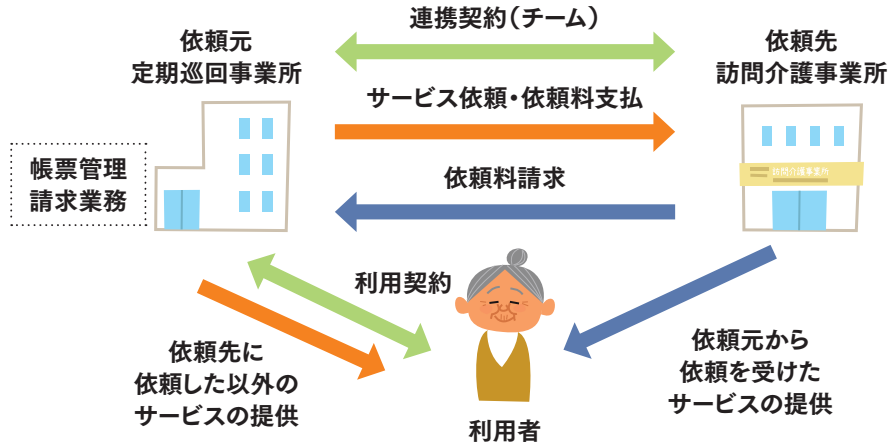 連携契約（チーム）
依頼元
定期巡回事業所
依頼先
訪問介護事業所
サービス依頼・依頼料支払
帳票管理
請求業務
依頼料請求
訪問介護事業所
利用契約
依頼先に
依頼した以外の
サービスの提供
依頼元から
依頼を受けた
サービスの提供
利用者